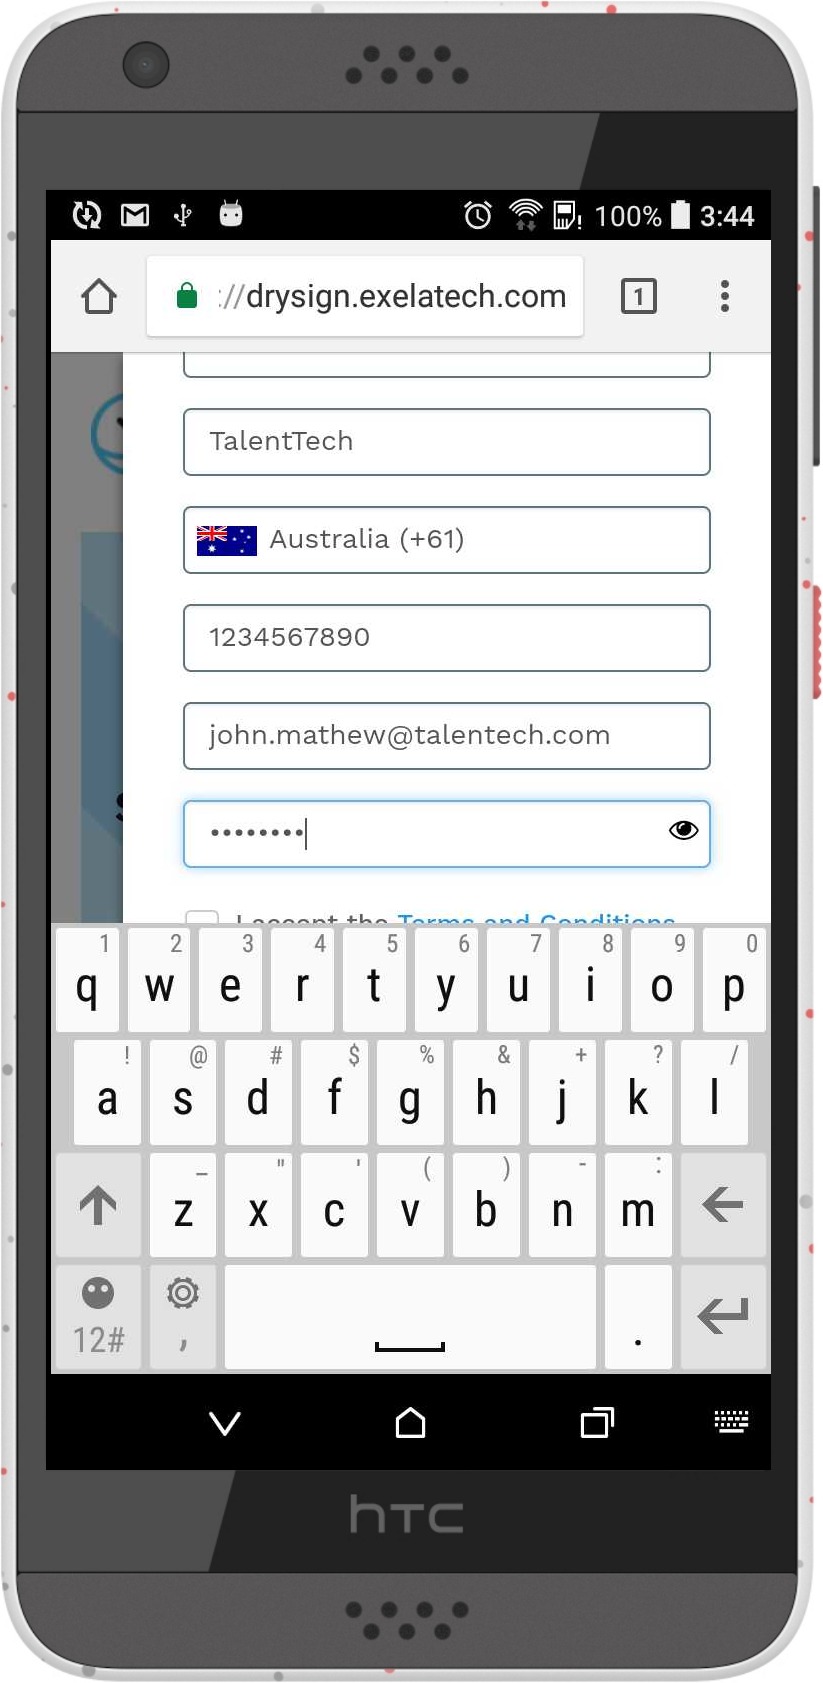 100% 3:44
://drysign.exelatech.com 1
TalentTech
Australia (+61)
1234567890
john.mathew@talentech.com
••••••••
I accept the Terms and Conditions
1 2 3 4 5 6 7 8 9 0
q w e r t y u i o p
! @ # $ % & + ? /
a s d f g h j k l
_ " ' ( ) - :
z x c v b n m
12# , .
hTC